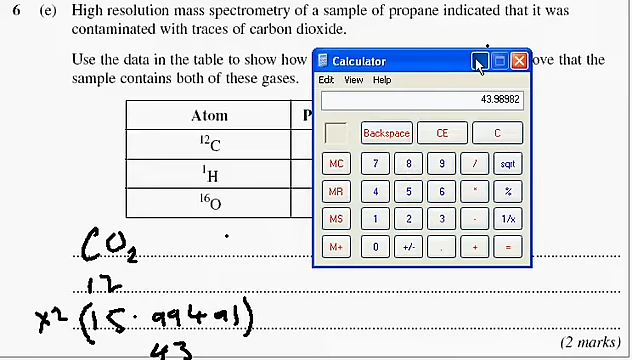 6 (e) High resolution mass spectrometry of a sample of propane indicated that it was
contaminated with traces of carbon dioxide.
Use the data in the table to show how
ove that the
sample contains both of these gases.
Calculator
Edit View Help
43.98982
Backspace CE C
MC 7 8 9 / sqrt
MR 4 5 6 * %
MS 1 2 3 - 1/x
M+ 0 +/- . + =
Atom P
¹²C
¹H
¹⁶O
CO₂
12
x2 (15.99491)
43
(2 marks)